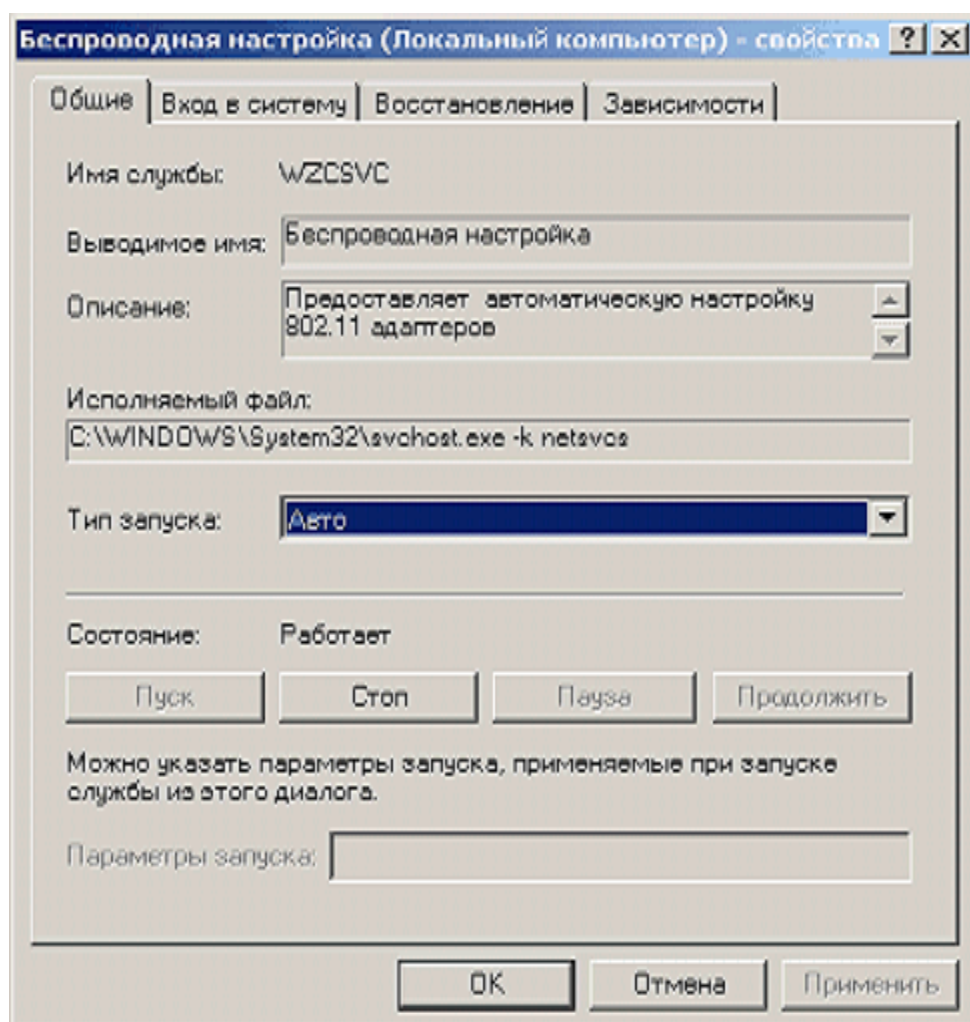 Беспроводная настройка (Локальный компьютер) - свойства
Общие Вход в систему Восстановление Зависимости
Имя службы: WZCSVC
Выводимое имя: Беспроводная настройка
Описание: Предоставляет автоматическую настройку
802.11 адаптеров
Исполняемый файл:
C:\WINDOWS\System32\svchost.exe -k netsvcs
Тип запуска: Авто
Состояние: Работает
Пуск Стоп Пауза Продолжить
Можно указать параметры запуска, применяемые при запуске
службы из этого диалога.
Параметры запуска:
OK Отмена Применить